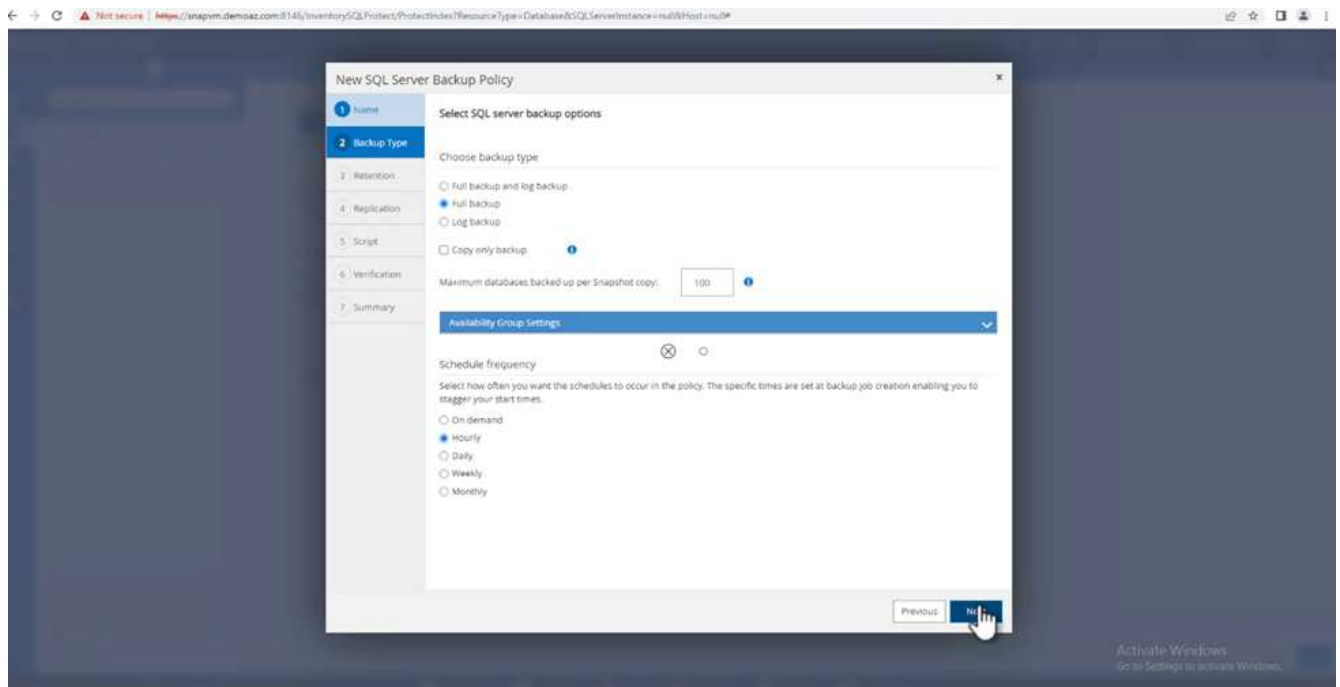 Not secure | https://snapvm.demoaz.com:8146/InventorySQLProtect/ProtectIndex?ResourceType=Database&SQLServerInstance=null&Host=null#
New SQL Server Backup Policy
x
1 Name
2 Backup Type
3 Retention
4 Replication
5 Script
6 Verification
7 Summary
Select SQL server backup options
Choose backup type
Full backup and log backup
Full backup
Log backup
Copy only backup
Maximum databases backed up per Snapshot copy:
100
Availability Group Settings
Schedule frequency
Select how often you want the schedules to occur in the policy. The specific times are set at backup job creation enabling you to
stagger your start times.
On demand
Hourly
Daily
Weekly
Monthly
Previous
Activate Windows
Go to Settings to activate Windows.